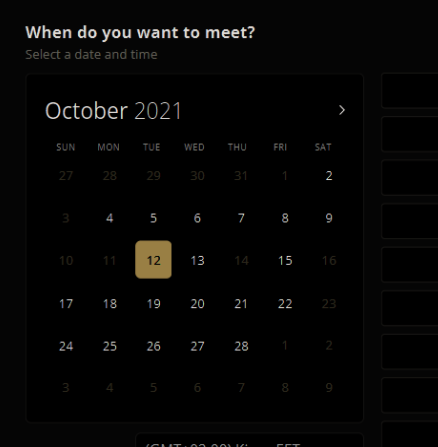 When do you want to meet?
Select a date and time
October 2021
SUN MON TUE WED THU FRI SAT
27 28 29 30 31 1 2
3 4 5 6 7 8 9
10 11 12 13 14 15 16
17 18 19 20 21 22 23
24 25 26 27 28 1 2
3 4 5 6 7 8 9